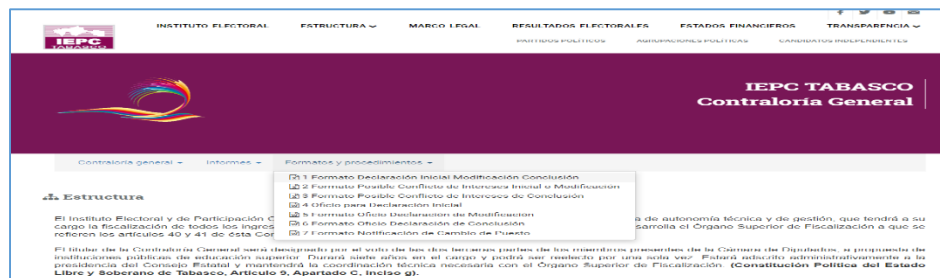 INSTITUTO ELECTORAL ESTRUCTURA MARCO LEGAL RESULTADOS ELECTORALES ESTADOS FINANCIEROS TRANSPARENCIA
IEPC
TABASCO
PARTIDOS POLÍTICOS AGRUPACIONES POLÍTICAS CANDIDATOS INDEPENDIENTES
IEPC TABASCO
Contraloría General
Contraloría general Informes Formatos y procedimientos
1 Formato Declaración Inicial Modificación Conclusión
2 Formato Posible Conflicto de Intereses Inicial o Modificación
3 Formato Posible Conflicto de Intereses de Conclusión
4 Oficio para Declaración Inicial
5 Formato Oficio Declaración de Modificación
6 Formato Oficio Declaración de Conclusión
7 Formato Notificación de Cambio de Puesto
Estructura
El Instituto Electoral y de Participación C a de autonomía técnica y de gestión, que tendrá a su
cargo la fiscalización de todos los ingres sarrolla el Órgano Superior de Fiscalización a que se
refieren los artículos 40 y 41 de ésta Con
El titular de la Contraloría General será designado por el voto de las dos terceras partes de los miembros presentes de la Cámara de Diputados, a propuesta de
instituciones públicas de educación superior. Durará seis años en el cargo y podrá ser reelecto por una sola vez. Estará adscrito administrativamente a la
presidencia del Consejo Estatal y mantendrá la coordinación técnica necesaria con el Órgano Superior de Fiscalización. (Constitución Política del Estado
Libre y Soberano de Tabasco, Artículo 9, Apartado C, Inciso g).